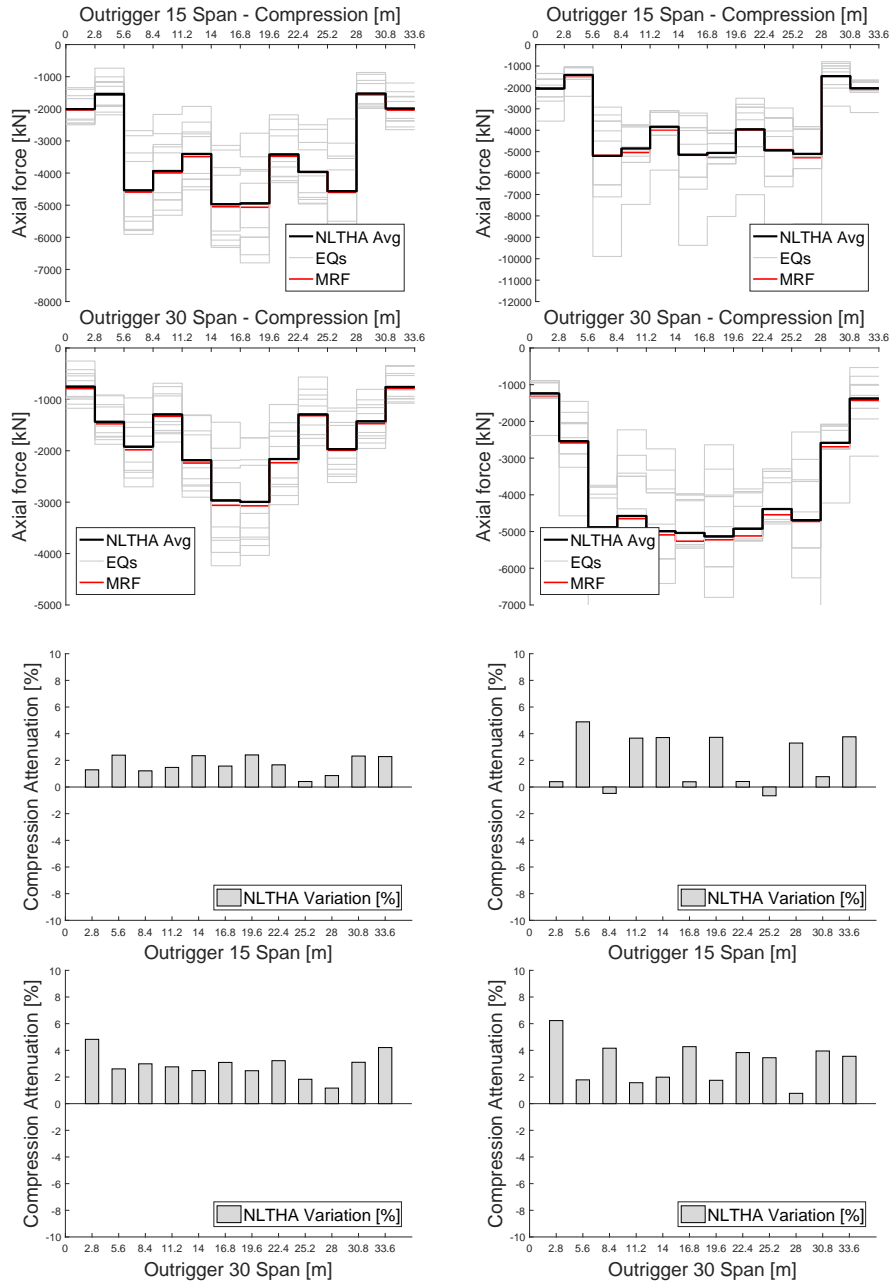 Outrigger 15 Span - Compression [m]
0 2.8 5.6 8.4 11.2 14 16.8 19.6 22.4 25.2 28 30.8 33.6
0
-1000
-2000
-3000
-4000
-5000
-6000
-7000
-8000
Axial force [kN]
NLTHA Avg
EQs
MRF
Outrigger 15 Span - Compression [m]
0 2.8 5.6 8.4 11.2 14 16.8 19.6 22.4 25.2 28 30.8 33.6
0
-1000
-2000
-3000
-4000
-5000
-6000
-7000
-8000
-9000
-10000
-11000
-12000
Axial force [kN]
NLTHA Avg
EQs
MRF
Outrigger 30 Span - Compression [m]
0 2.8 5.6 8.4 11.2 14 16.8 19.6 22.4 25.2 28 30.8 33.6
0
-1000
-2000
-3000
-4000
-5000
Axial force [kN]
NLTHA Avg
EQs
MRF
Outrigger 30 Span - Compression [m]
0 2.8 5.6 8.4 11.2 14 16.8 19.6 22.4 25.2 28 30.8 33.6
0
-1000
-2000
-3000
-4000
-5000
-6000
-7000
Axial force [kN]
NLTHA Avg
EQs
MRF
10
8
6
4
2
0
-2
-4
-6
-8
-10
Compression Attenuation [%]
NLTHA Variation [%]
0 2.8 5.6 8.4 11.2 14 16.8 19.6 22.4 25.2 28 30.8 33.6
Outrigger 15 Span [m]
10
8
6
4
2
0
-2
-4
-6
-8
-10
Compression Attenuation [%]
NLTHA Variation [%]
0 2.8 5.6 8.4 11.2 14 16.8 19.6 22.4 25.2 28 30.8 33.6
Outrigger 15 Span [m]
10
8
6
4
2
0
-2
-4
-6
-8
-10
Compression Attenuation [%]
NLTHA Variation [%]
0 2.8 5.6 8.4 11.2 14 16.8 19.6 22.4 25.2 28 30.8 33.6
Outrigger 30 Span [m]
10
8
6
4
2
0
-2
-4
-6
-8
-10
Compression Attenuation [%]
NLTHA Variation [%]
0 2.8 5.6 8.4 11.2 14 16.8 19.6 22.4 25.2 28 30.8 33.6
Outrigger 30 Span [m]